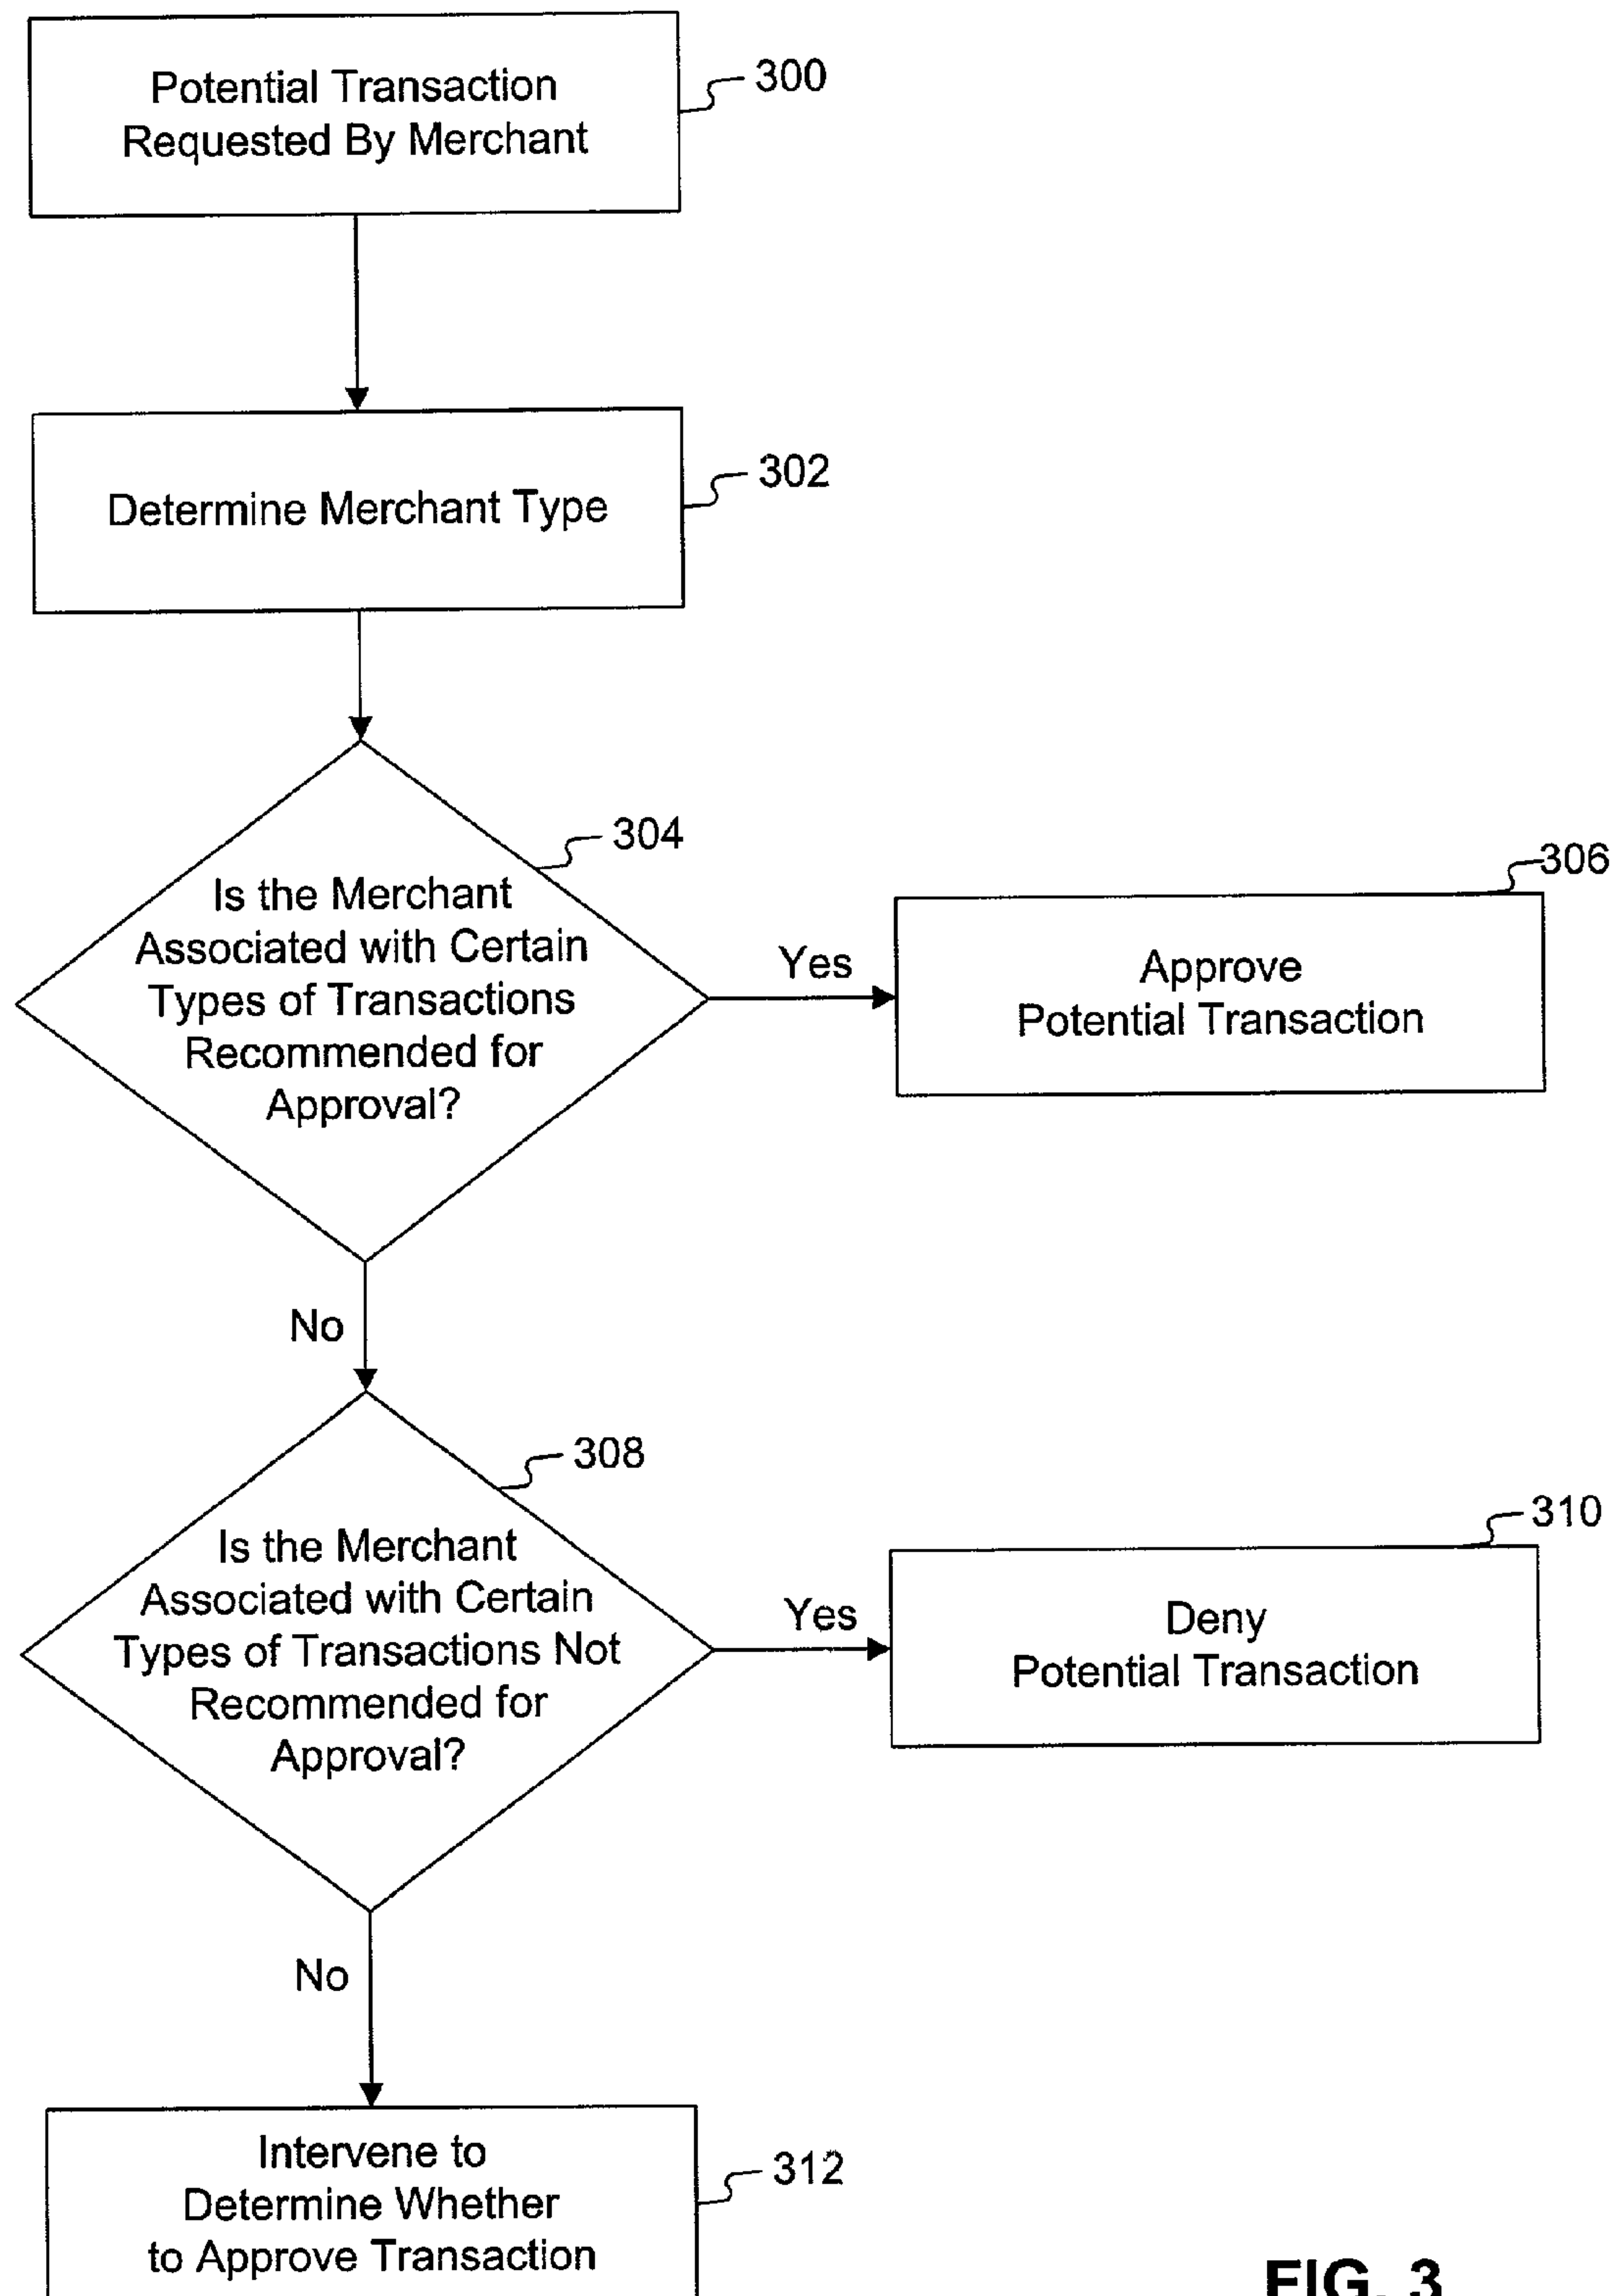 Potential Transaction
Requested By Merchant
300
Determine Merchant Type
302
304
Is the Merchant
Associated with Certain
Types of Transactions
Recommended for
Approval?
Yes
306
Approve
Potential Transaction
No
308
Is the Merchant
Associated with Certain
Types of Transactions Not
Recommended for
Approval?
Yes
310
Deny
Potential Transaction
No
Intervene to
Determine Whether
to Approve Transaction
312
FIG. 3